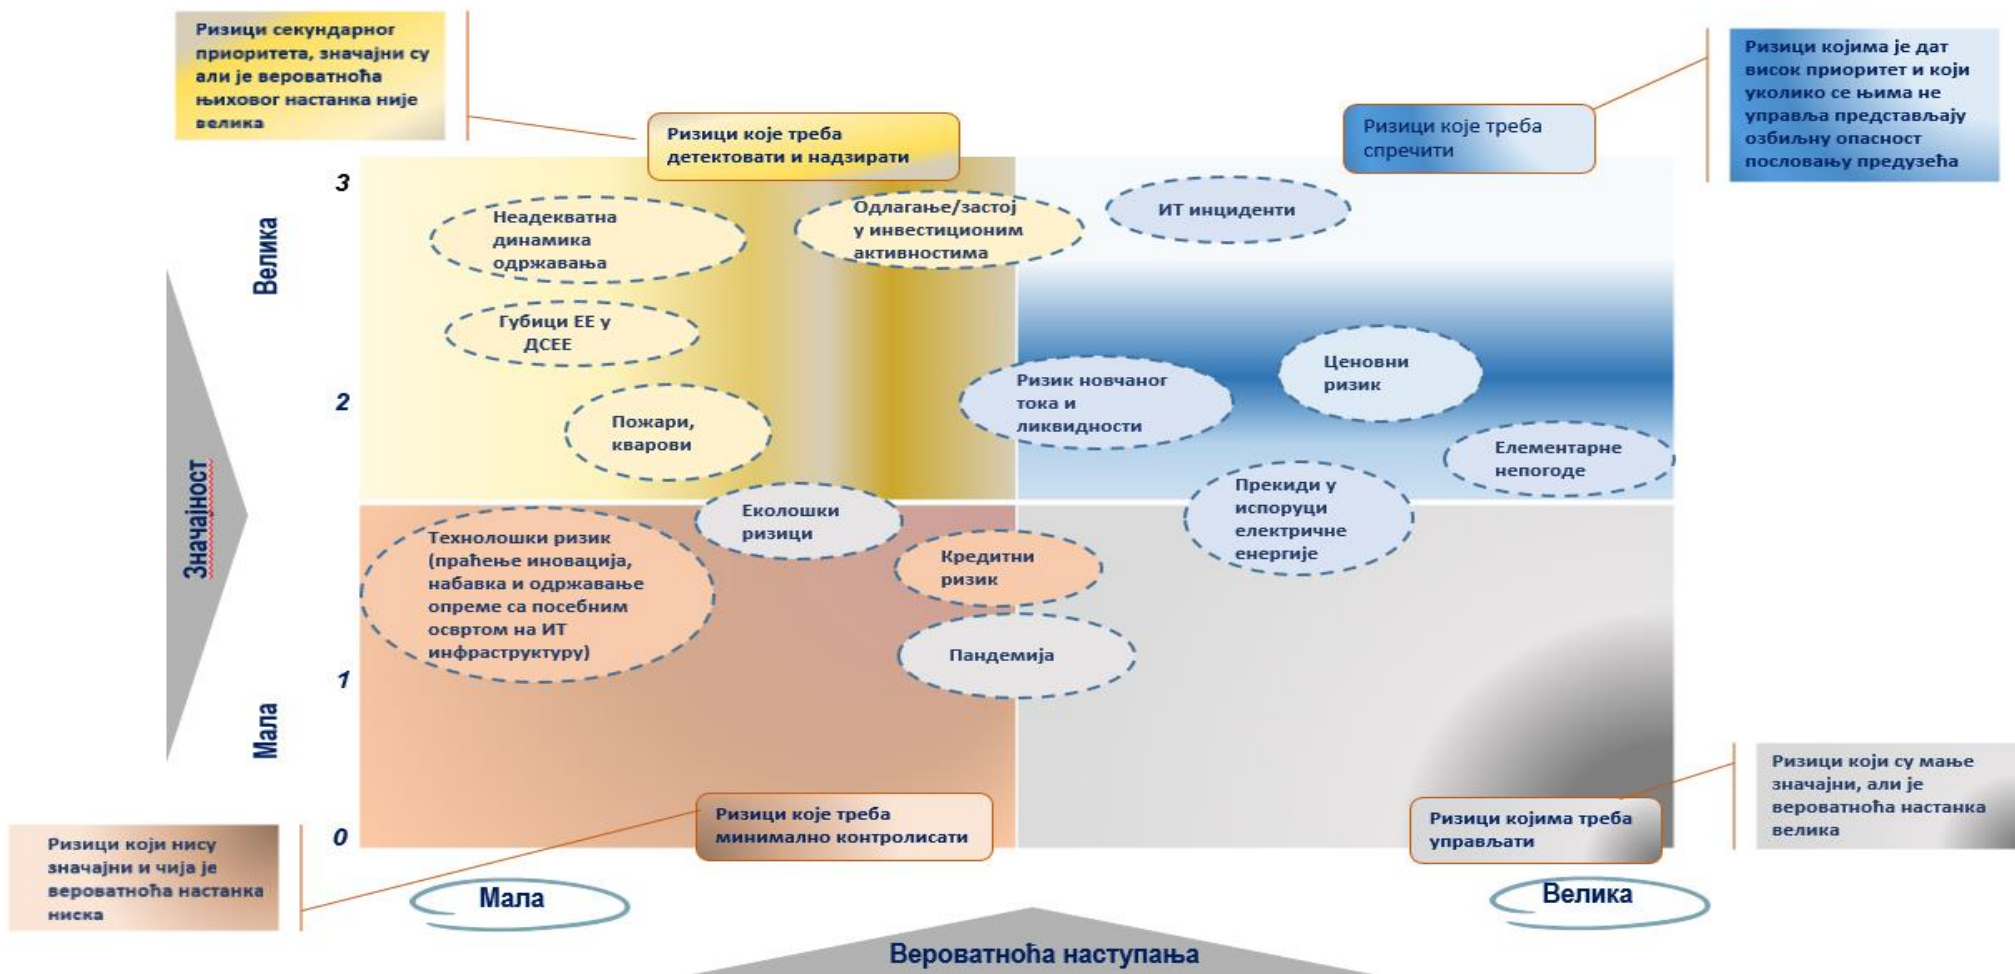 Ризици секундарног
приоритета, значајни су
али је вероватноћа
њиховог настанка није
велика
Ризици којима је дат
висок приоритет и који
уколико се њима не
управља представљају
озбиљну опасност
пословању предузећа
Ризици које треба
детектовати и надзирати
Ризици које треба
спречити
3
Велика
2
Значајност
1
Мала
0
Неадекватна
динамика
одржавања
Одлагање/застој
у инвестиционим
активностима
ИТ инциденти
Губици ЕЕ у
ДСЕЕ
Пожари,
кварови
Ризик новчаног
тока и
ликвидности
Ценовни
ризик
Елементарне
непогоде
Прекиди у
испоруци
електричне
енергије
Еколошки
ризици
Технолошки ризик
(праћење иновација,
набавка и одржавање
опреме са посебним
освртом на ИТ
инфраструктуру)
Кредитни
ризик
Пандемија
Ризици које треба
минимално контролисати
Ризици којима треба
управљати
Ризици који су мање
значајни, али је
вероватноћа настанка
велика
Ризици који нису
значајни и чија је
вероватноћа настанка
ниска
Мала
Велика
Вероватноћа наступања